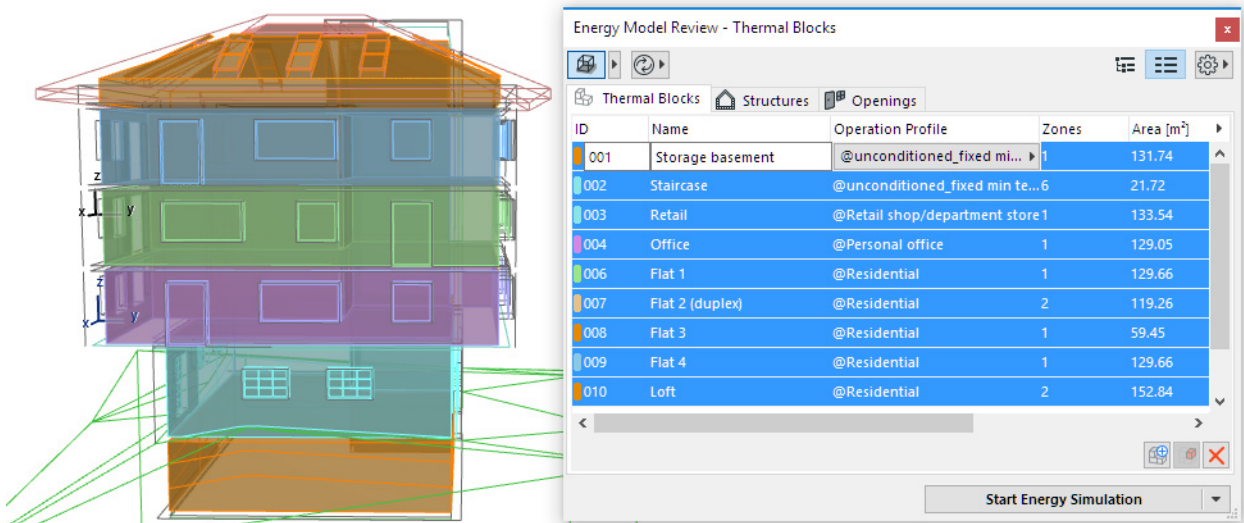 Energy Model Review - Thermal Blocks
x
Thermal Blocks Structures Openings
ID Name Operation Profile Zones Area [m²]
001 Storage basement @unconditioned_fixed mi... 1 131.74
002 Staircase @unconditioned_fixed min te... 6 21.72
003 Retail @Retail shop/department store 1 133.54
004 Office @Personal office 1 129.05
006 Flat 1 @Residential 1 129.66
007 Flat 2 (duplex) @Residential 2 119.26
008 Flat 3 @Residential 1 59.45
009 Flat 4 @Residential 1 129.66
010 Loft @Residential 2 152.84
Start Energy Simulation
z
x y
z
x y